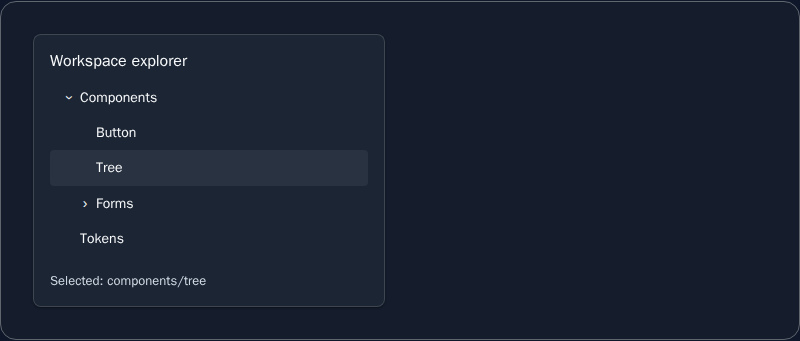 Workspace explorer
Components
Button
Tree
Forms
Tokens
Selected: components/tree